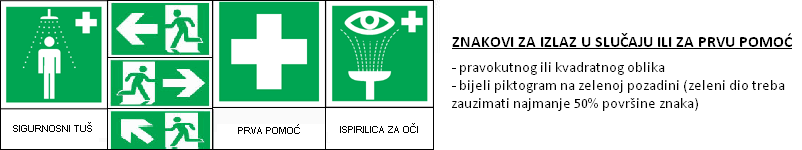 SIGURNOSNI TUŠ
PRVA POMOĆ
ISPIRILICA ZA OČI
ZNAKOVI ZA IZLAZ U SLUČAJU ILI ZA PRVU POMOĆ
- pravokutnog ili kvadratnog oblika
- bijeli piktogram na zelenoj pozadini (zeleni dio treba
zauzimati najmanje 50% površine znaka)